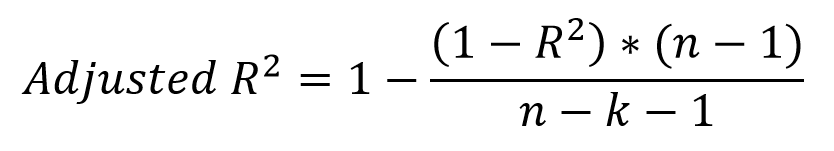 Adjusted R² = 1 − (1 − R²) * (n − 1) / n − k − 1